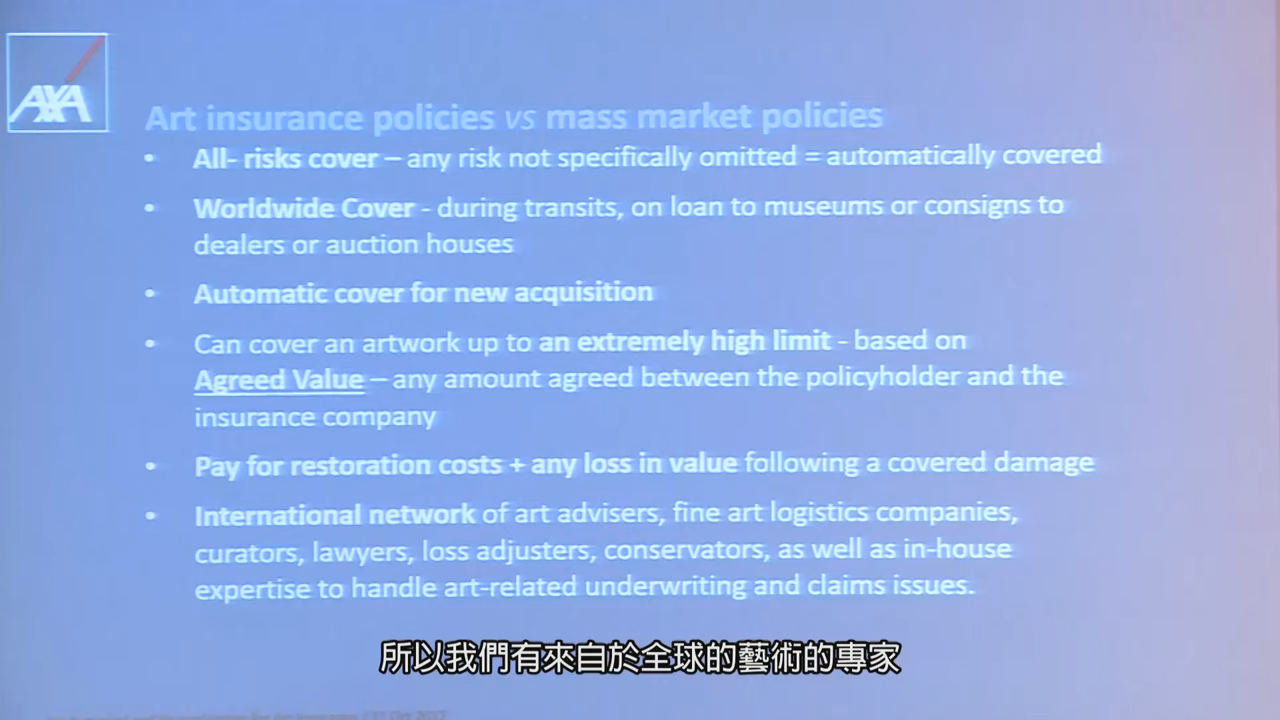 AXA
Art insurance policies vs mass market policies
• All- risks cover – any risk not specifically omitted = automatically covered
• Worldwide Cover - during transits, on loan to museums or consigns to
dealers or auction houses
• Automatic cover for new acquisition
• Can cover an artwork up to an extremely high limit - based on
Agreed Value – any amount agreed between the policyholder and the
insurance company
• Pay for restoration costs + any loss in value following a covered damage
• International network of art advisers, fine art logistics companies,
curators, lawyers, loss adjusters, conservators, as well as in-house
expertise to handle art-related underwriting and claims issues.
所以我們有來自於全球的藝術的專家